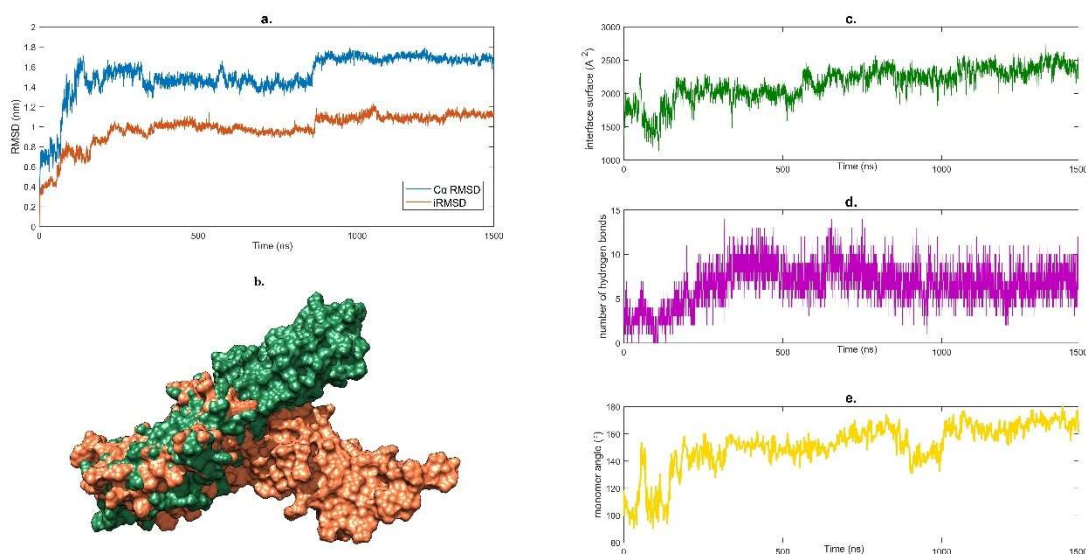 a.
RMSD (nm)
2
1.8
1.6
1.4
1.2
1
0.8
0.6
0.4
0.2
0
0 500 1000 1500
Time (ns)
Cα RMSD
iRMSD
b.
c.
interface surface (A^2)
3000
2500
2000
1500
1000
0 500 1000 1500
Time (ns)
d.
number of hydrogen bonds
15
10
5
0
0 500 1000 1500
Time (ns)
e.
monomer angle (°)
180
160
140
120
100
80
0 500 1000 1500
Time (ns)